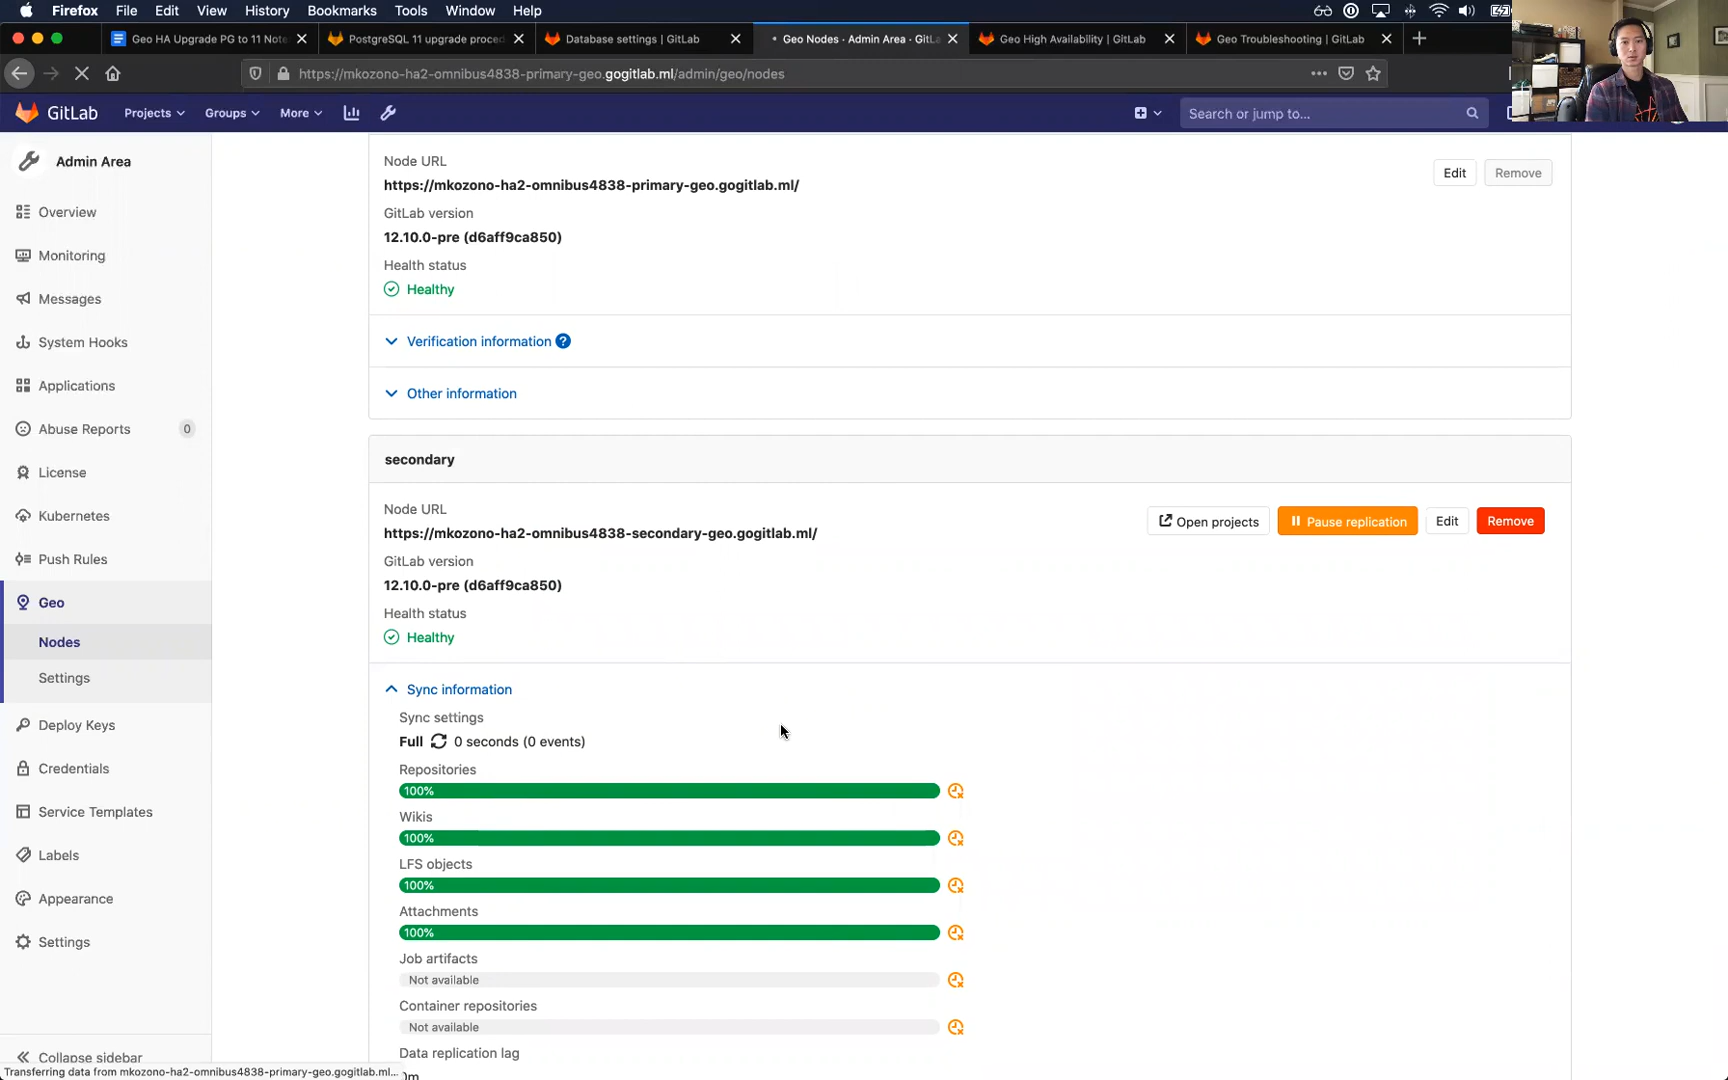 Firefox File Edit View History Bookmarks Tools Window Help
Geo HA Upgrade PG to 11 Note
PostgreSQL 11 upgrade proced
Database settings | GitLab
Geo Nodes · Admin Area · GitLa
Geo High Availability | GitLab
Geo Troubleshooting | GitLab
https://mkozono-ha2-omnibus4838-primary-geo.gogitlab.ml/admin/geo/nodes
GitLab Projects Groups More Search or jump to...
Admin Area
Overview
Monitoring
Messages
System Hooks
Applications
Abuse Reports 0
License
Kubernetes
Push Rules
Geo
Nodes
Settings
Deploy Keys
Credentials
Service Templates
Labels
Appearance
Settings
Collapse sidebar
Transferring data from mkozono-ha2-omnibus4838-primary-geo.gogitlab.ml...
Node URL
https://mkozono-ha2-omnibus4838-primary-geo.gogitlab.ml/
Edit Remove
GitLab version
12.10.0-pre (d6aff9ca850)
Health status
Healthy
Verification information ?
Other information
secondary
Node URL
https://mkozono-ha2-omnibus4838-secondary-geo.gogitlab.ml/
Open projects Pause replication Edit Remove
GitLab version
12.10.0-pre (d6aff9ca850)
Health status
Healthy
Sync information
Sync settings
Full 0 seconds (0 events)
Repositories
100%
Wikis
100%
LFS objects
100%
Attachments
100%
Job artifacts
Not available
Container repositories
Not available
Data replication lag
0m